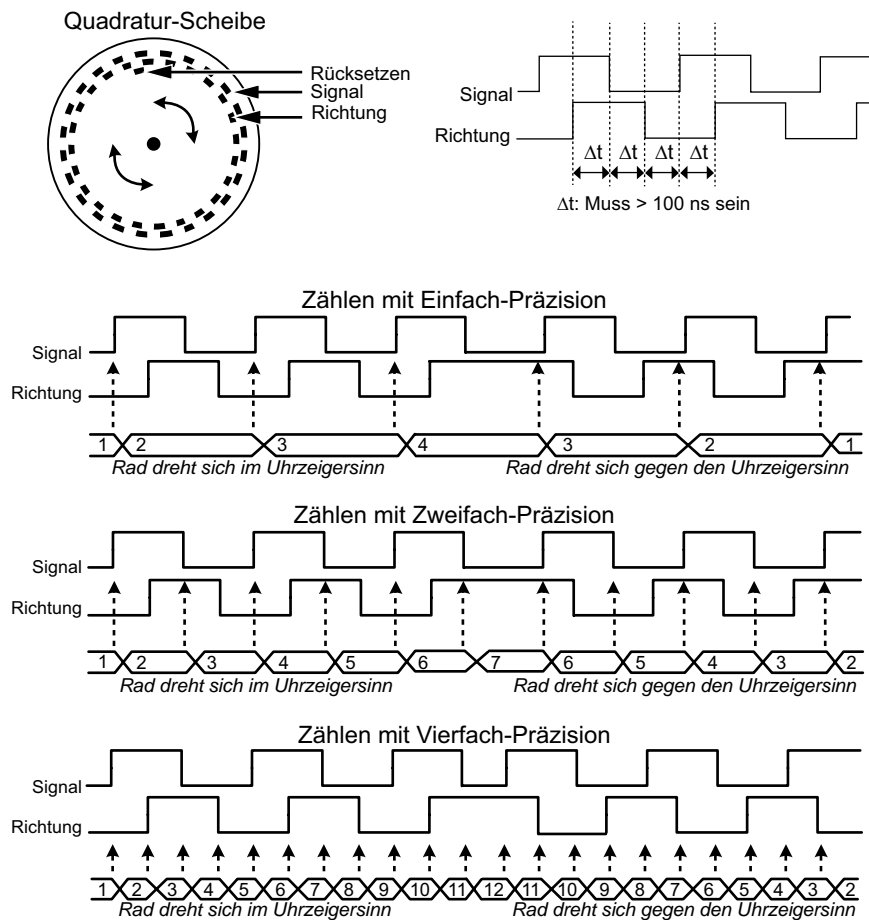 Quadratur-Scheibe
Rücksetzen
Signal
Richtung
Signal
Richtung
Δt Δt Δt Δt
Δt: Muss > 100 ns sein
Zählen mit Einfach-Präzision
Signal
Richtung
1 2 3 4 3 2 1
Rad dreht sich im Uhrzeigersinn Rad dreht sich gegen den Uhrzeigersinn
Zählen mit Zweifach-Präzision
Signal
Richtung
1 2 3 4 5 6 7 6 5 4 3 2
Rad dreht sich im Uhrzeigersinn Rad dreht sich gegen den Uhrzeigersinn
Zählen mit Vierfach-Präzision
Signal
Richtung
1 2 3 4 5 6 7 8 9 10 11 12 11 10 9 8 7 6 5 4 3 2
Rad dreht sich im Uhrzeigersinn Rad dreht sich gegen den Uhrzeigersinn